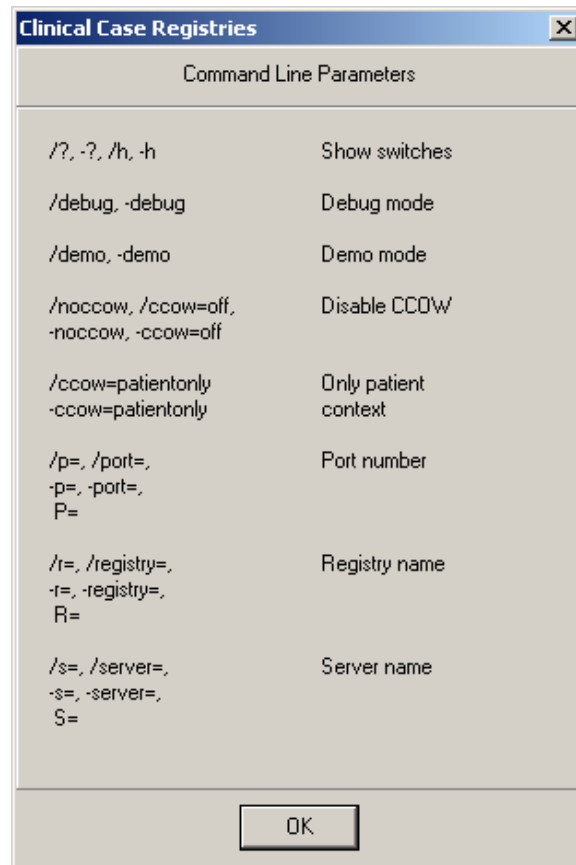 Clinical Case Registries
Command Line Parameters
/?, -?, /h, -h Show switches
/debug, -debug Debug mode
/demo, -demo Demo mode
/noccow, /ccow=off, Disable CCOW
-noccow, -ccow=off
/ccow=patientonly Only patient
-ccow=patientonly context
/p=, /port=, Port number
-p=, -port=,
P=
/r=, /registry=, Registry name
-r=, -registry=,
R=
/s=, /server=, Server name
-s=, -server=,
S=
OK